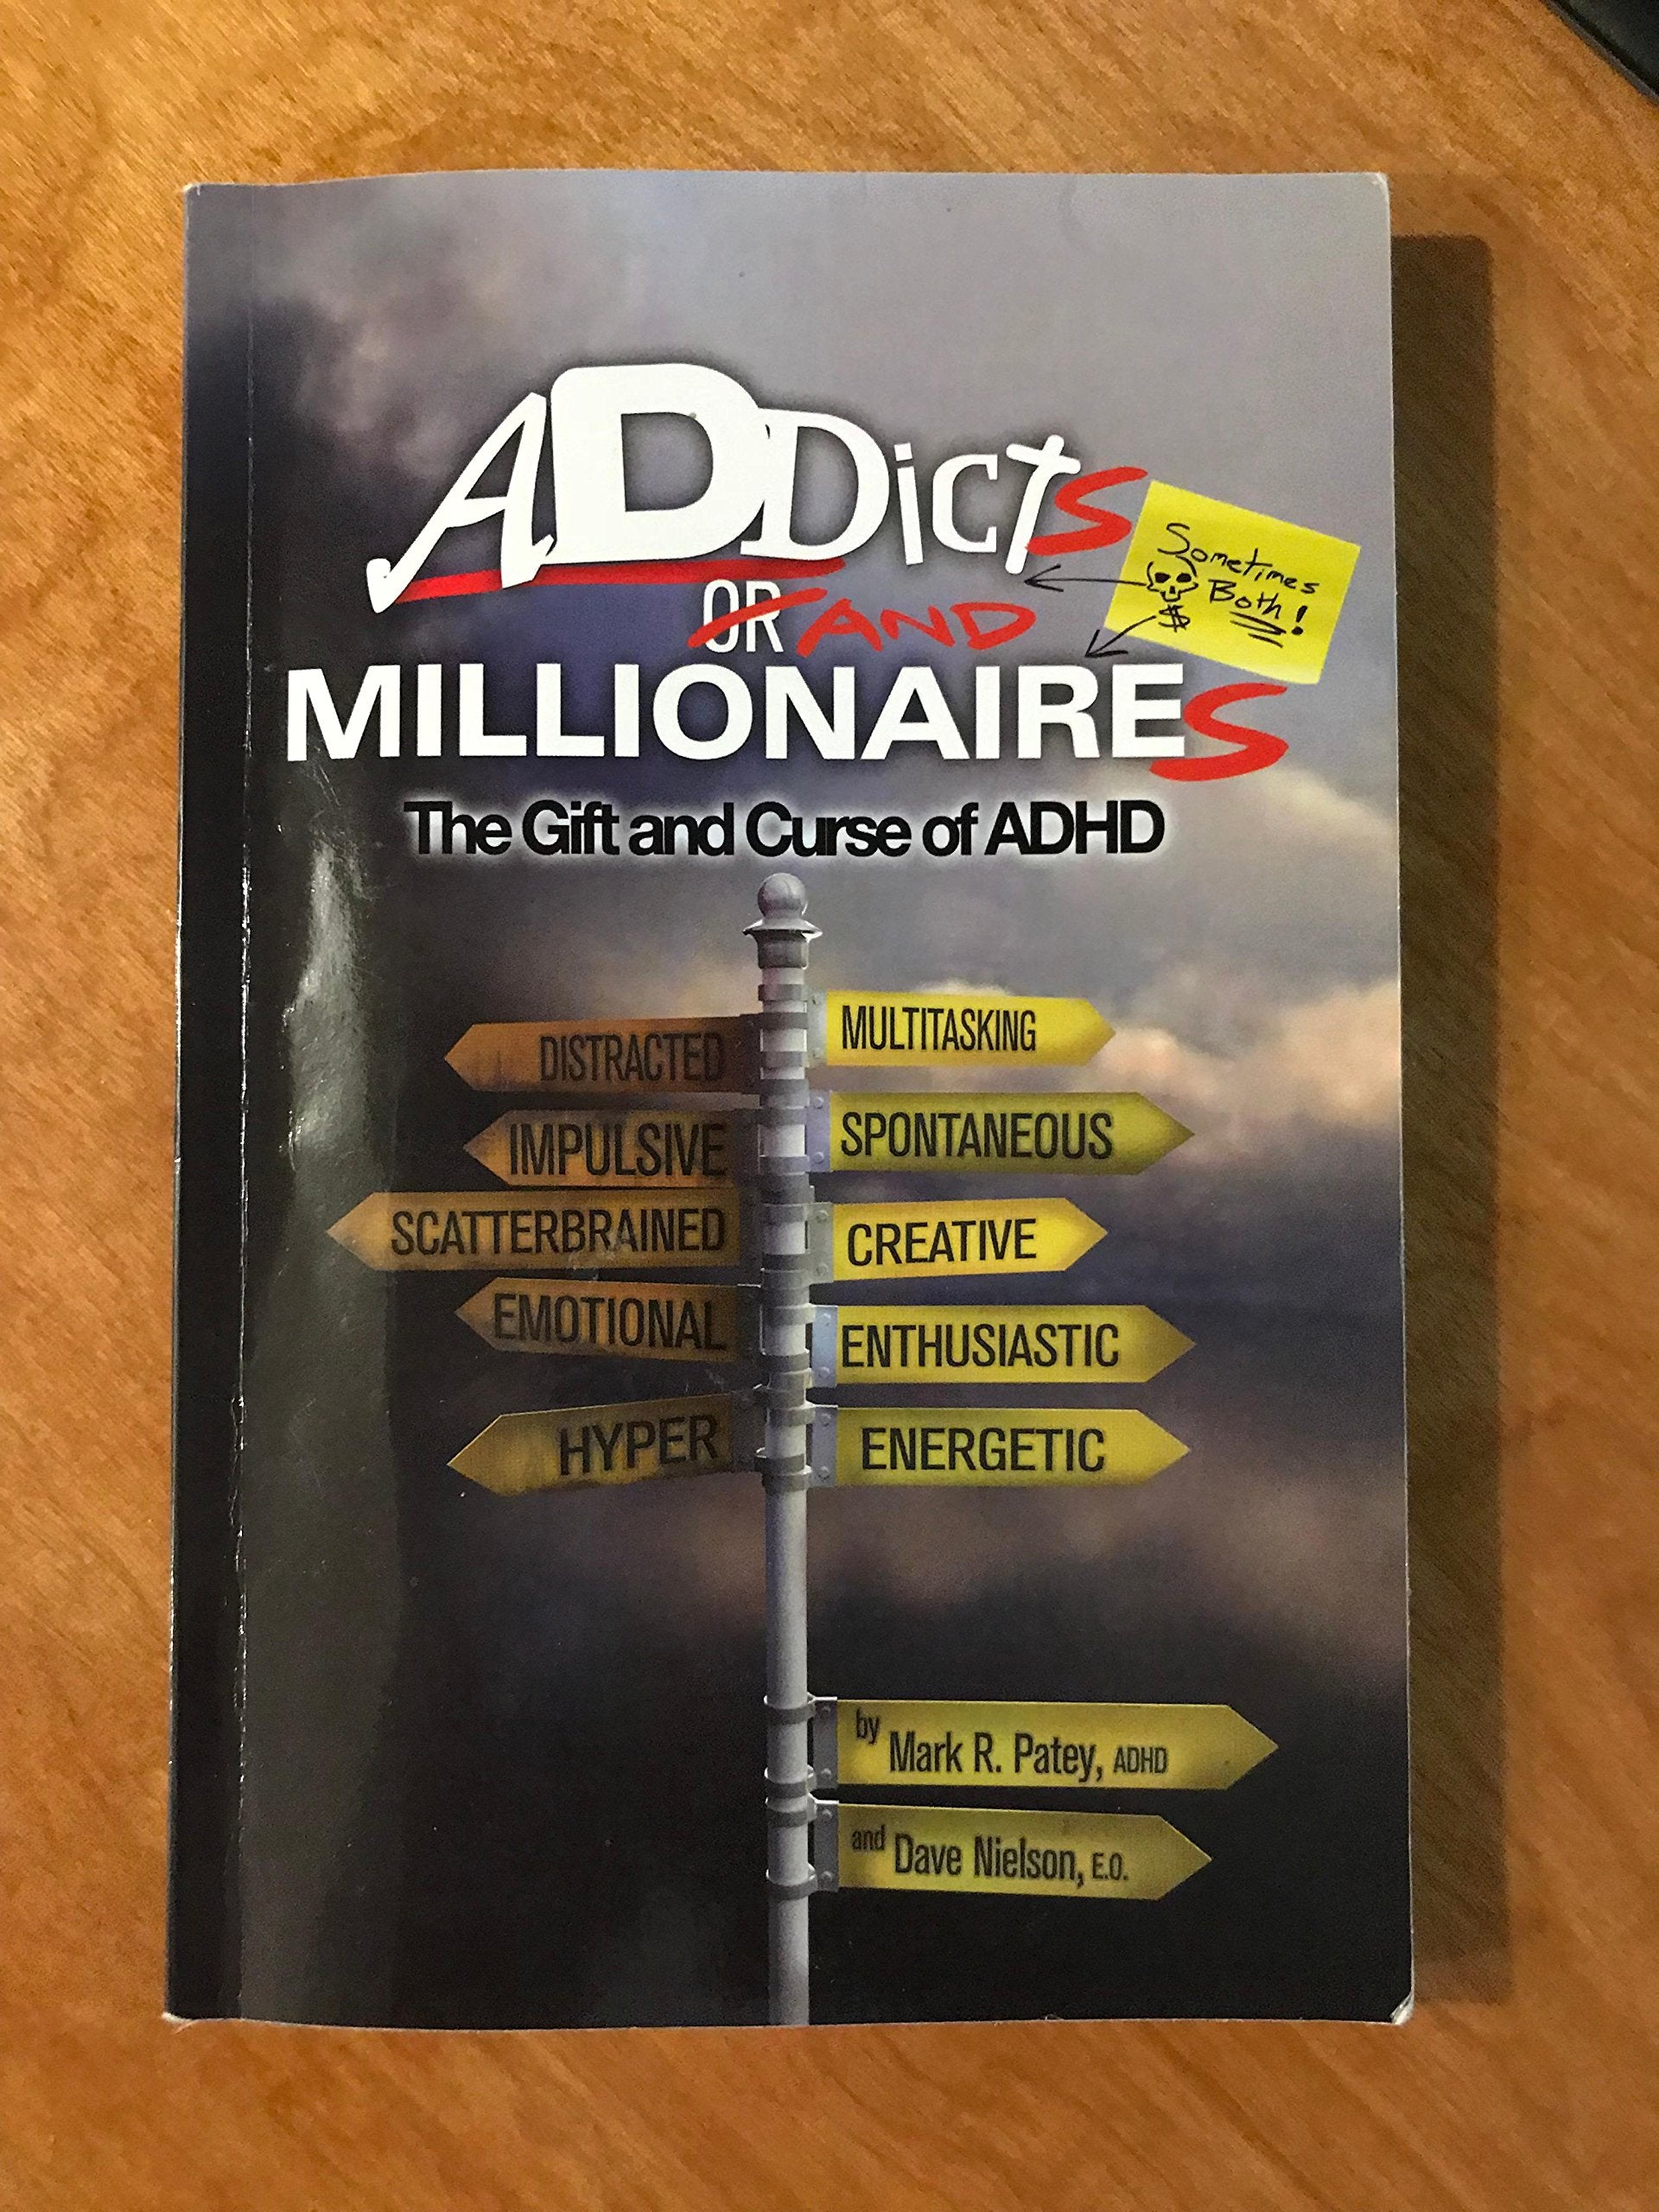 ADDicts
OR AND
MILLIONAIRES
Sometimes
Both!
$
The Gift and Curse of ADHD
DISTRACTED
MULTITASKING
IMPULSIVE
SPONTANEOUS
SCATTERBRAINED
CREATIVE
EMOTIONAL
ENTHUSIASTIC
HYPER
ENERGETIC
by Mark R. Patey, ADHD
and Dave Nielson, E.O.